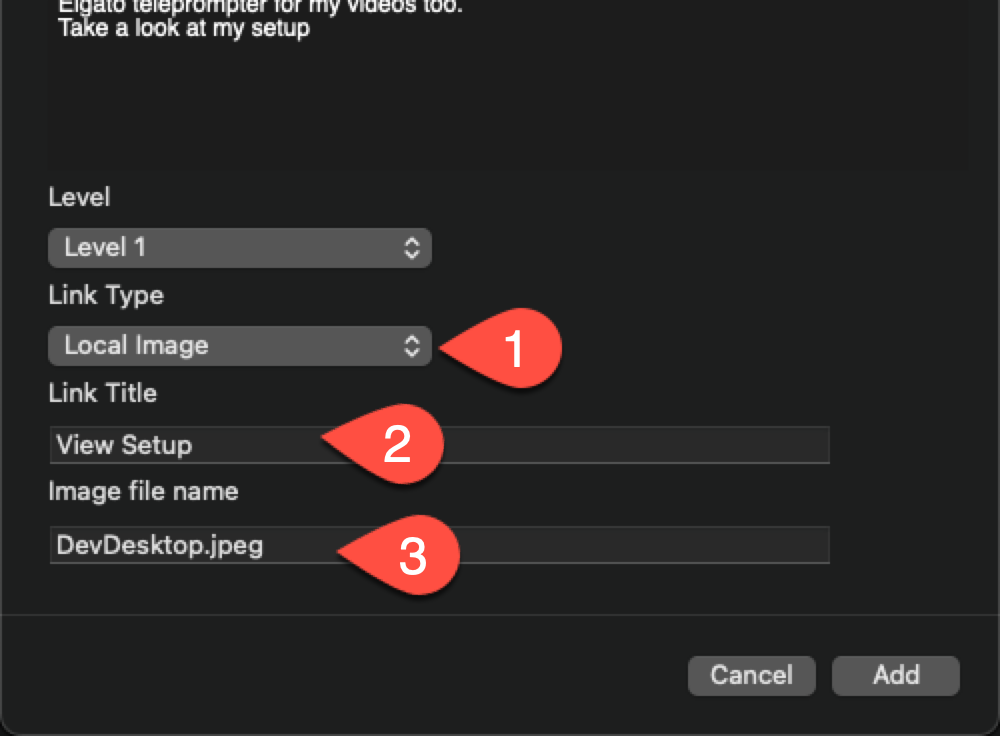 Elgato teleprompter for my videos too.
Take a look at my setup
Level
Level 1
Link Type
Local Image
1
Link Title
View Setup
2
Image file name
DevDesktop.jpeg
3
Cancel
Add